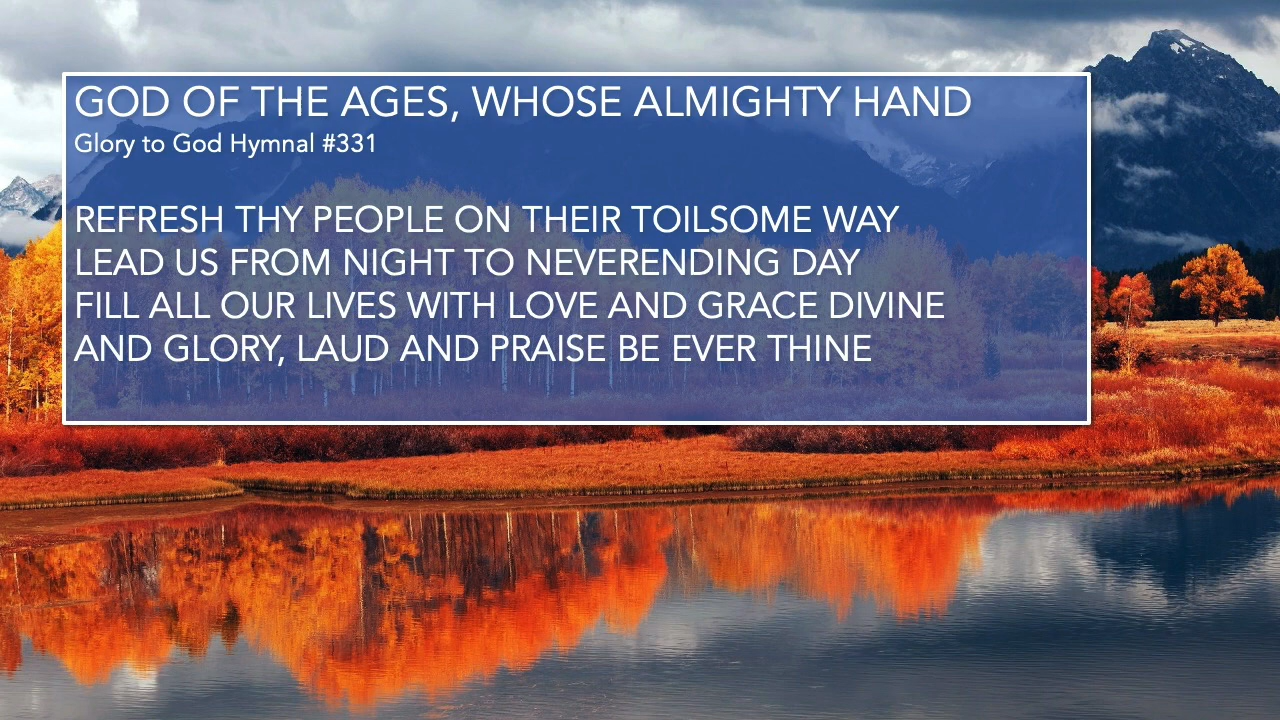 GOD OF THE AGES, WHOSE ALMIGHTY HAND
Glory to God Hymnal #331
REFRESH THY PEOPLE ON THEIR TOILSOME WAY
LEAD US FROM NIGHT TO NEVERENDING DAY
FILL ALL OUR LIVES WITH LOVE AND GRACE DIVINE
AND GLORY, LAUD AND PRAISE BE EVER THINE